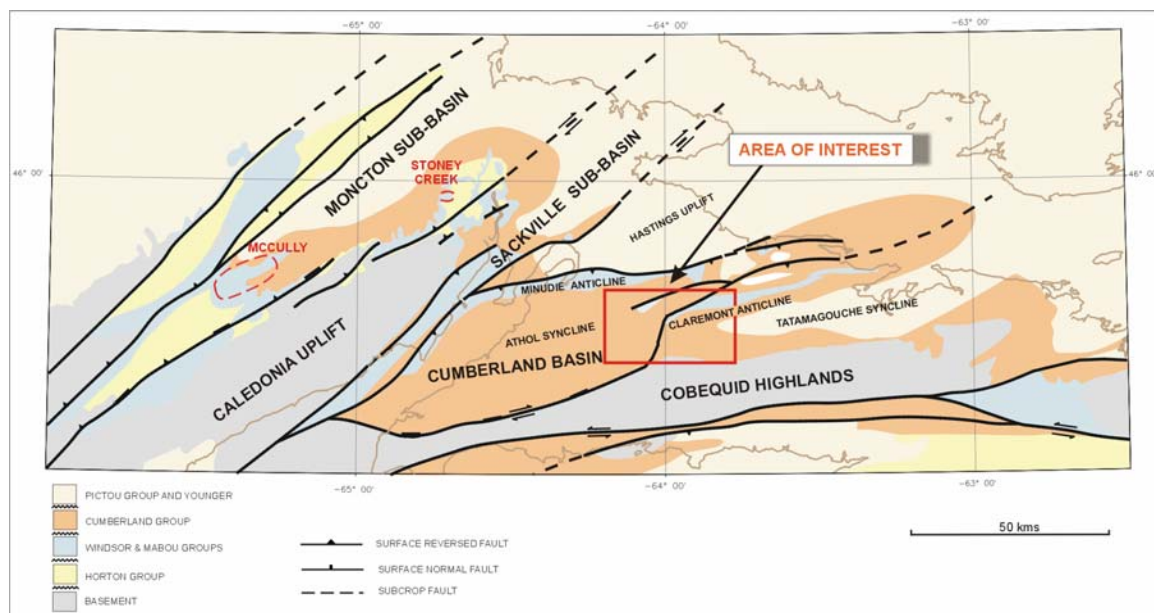 -65° 00'
-64° 00'
-63° 00'
46° 00'
46° 00'
MONCTON SUB-BASIN
STONEY
CREEK
SACKVILLE SUB-BASIN
AREA OF INTEREST
HASTINGS UPLIFT
MCCULLY
MINUDIE ANTICLINE
CLAREMONT ANTICLINE
TATAMAGOUCHE SYNCLINE
ATHOL SYNCLINE
CALEDONIA UPLIFT
CUMBERLAND BASIN
COBEQUID HIGHLANDS
-65° 00'
-64° 00'
-63° 00'
PICTOU GROUP AND YOUNGER
CUMBERLAND GROUP
WINDSOR & MABOU GROUPS
HORTON GROUP
BASEMENT
SURFACE REVERSED FAULT
SURFACE NORMAL FAULT
SUBCROP FAULT
50 kms